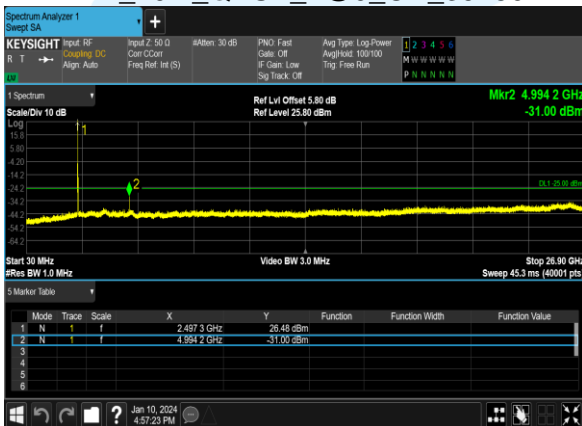 Spectrum Analyzer 1
Swept SA
+
KEYSIGHT Input: RF Input Z: 50 Ω #Atten: 30 dB PNO: Fast Avg Type: Log-Power 1 2 3 4 5 6
R T Coupling: DC Corr CCorr Gate: Off Avg|Hold: 100/100 M W W W W W
Align: Auto Freq Ref: Int (S) IF Gain: Low Trig: Free Run
Sig Track: Off P N N N N N
1 Spectrum Ref Lvl Offset 5.80 dB Mkr2 4.994 2 GHz
Scale/Div 10 dB Ref Level 25.80 dBm -31.00 dBm
Log
15.8 1
5.80
-4.20
-14.2
-24.2 2 DL1 -25.00 dBm
-34.2
-44.2
-54.2
-64.2
Start 30 MHz Video BW 3.0 MHz Stop 26.90 GHz
#Res BW 1.0 MHz Sweep 45.3 ms (40001 pts
5 Marker Table
Mode Trace Scale X Y Function Function Width Function Value
1 N 1 f 2.497 3 GHz 26.48 dBm
2 N 1 f 4.994 2 GHz -31.00 dBm
3
4
5
6
? Jan 10, 2024
4:57:23 PM